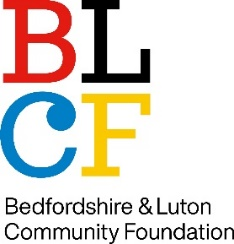 BL
CF
Bedfordshire & Luton
Community Foundation